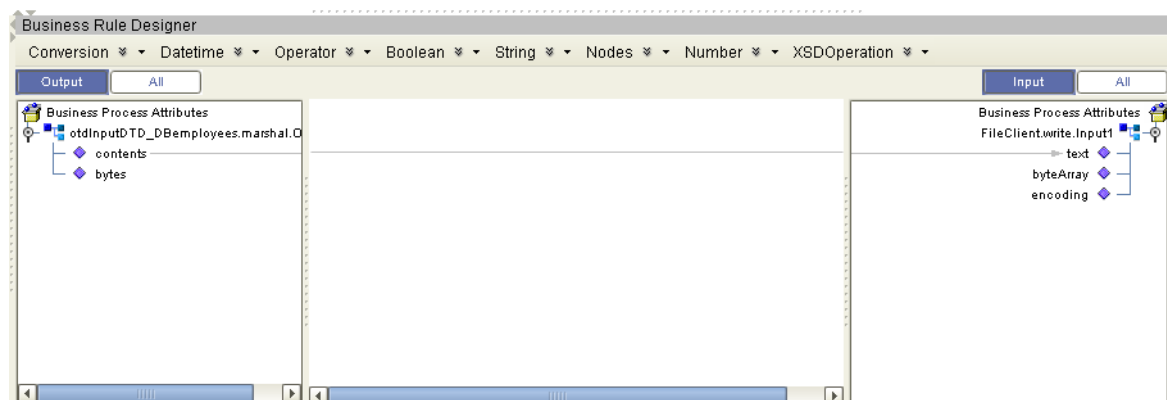 Business Rule Designer
Conversion Datetime Operator Boolean String Nodes Number XSDOperation
Output All Input All
Business Process Attributes Business Process Attributes
otdInputDTD_DBemployees.marshal.O FileClient.write.Input1
contents text
bytes byteArray
encoding